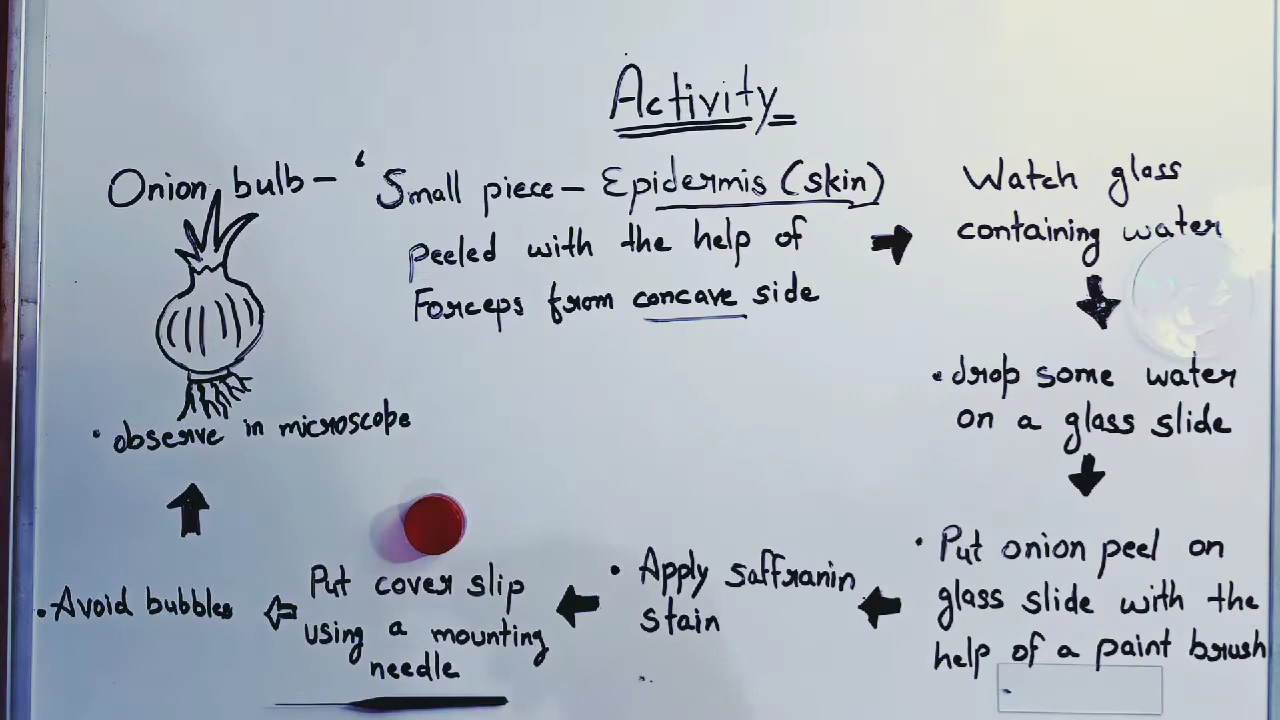 Activity
Onion bulb - Small piece - Epidermis (skin)
peeled with the help of
Forceps from concave side
Watch glass
containing water
• drop some water
on a glass slide
• Put onion peel on
glass slide with the
help of a paint brush
• Apply saffranin
stain
Put cover slip
using a mounting
needle
• Avoid bubbles
• observe in microscope